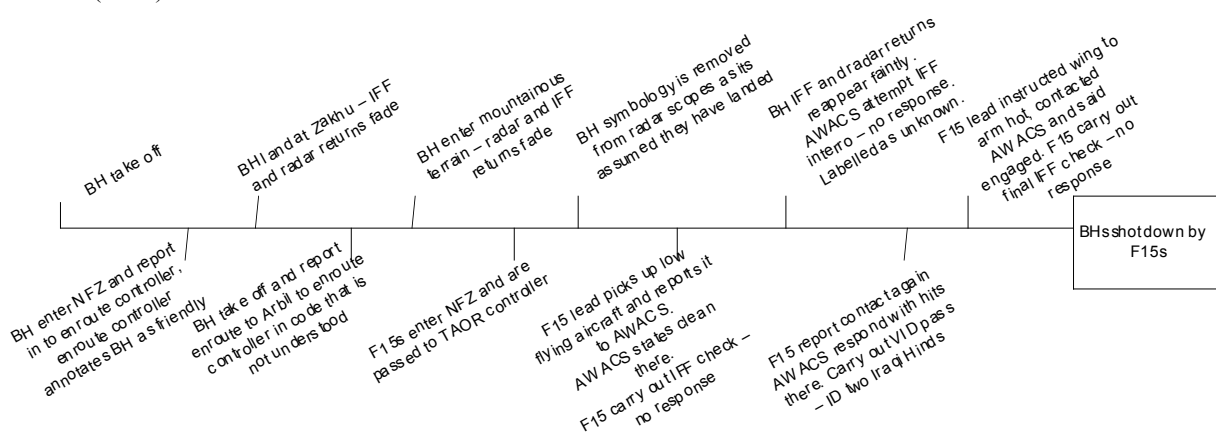 BH take off
BH land at Zakhu – IFF
and radar returns fade
BH enter mountainous
terrain – radar and IFF
returns fade
BH symbology is removed
from radar scopes as its
assumed they have landed
BH IFF and radar returns
reappear faintly.
AWACS attempt IFF
interro – no response.
Labelled as unknown.
F15 lead instructed wing to
arm hot, contacted
AWACS and said
engaged. F15 carry out
final IFF check – no
response
BH enter NFZ and report
in to enroute controller,
enroute controller
annotates BH as friendly
BH take off and report
enroute to Arbil to enroute
controller in code that is
not understood
F15s enter NFZ and are
passed to TAOR controller
F15 lead picks up low
flying aircraft and reports it
to AWACS.
AWACS states clean
there.
F15 carry out IFF check –
no response
F15 report contact again
AWACS respond with hits
there. Carry out VID pass
– ID two Iraqi Hinds
BHs shot down by
F15s